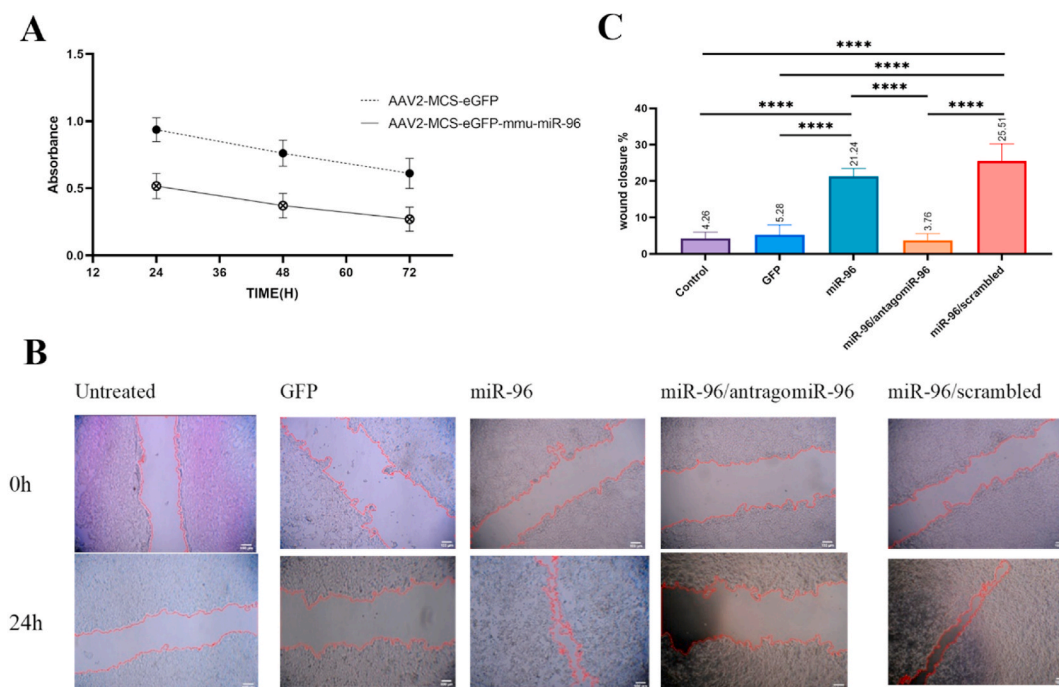 A
1.5
1.0
0.5
0.0
Absorbance
12
24
36
48
60
72
TIME(H)
AAV2-MCS-eGFP
AAV2-MCS-eGFP-mmu-miR-96
C
****
****
****
****
****
****
40
30
20
10
0
wound closure %
4.26
5.28
21.24
3.76
25.51
Control
GFP
miR-96
miR-96/antagomiR-96
miR-96/scrambled
B
Untreated
GFP
miR-96
miR-96/antragomiR-96
miR-96/scrambled
0h
24h